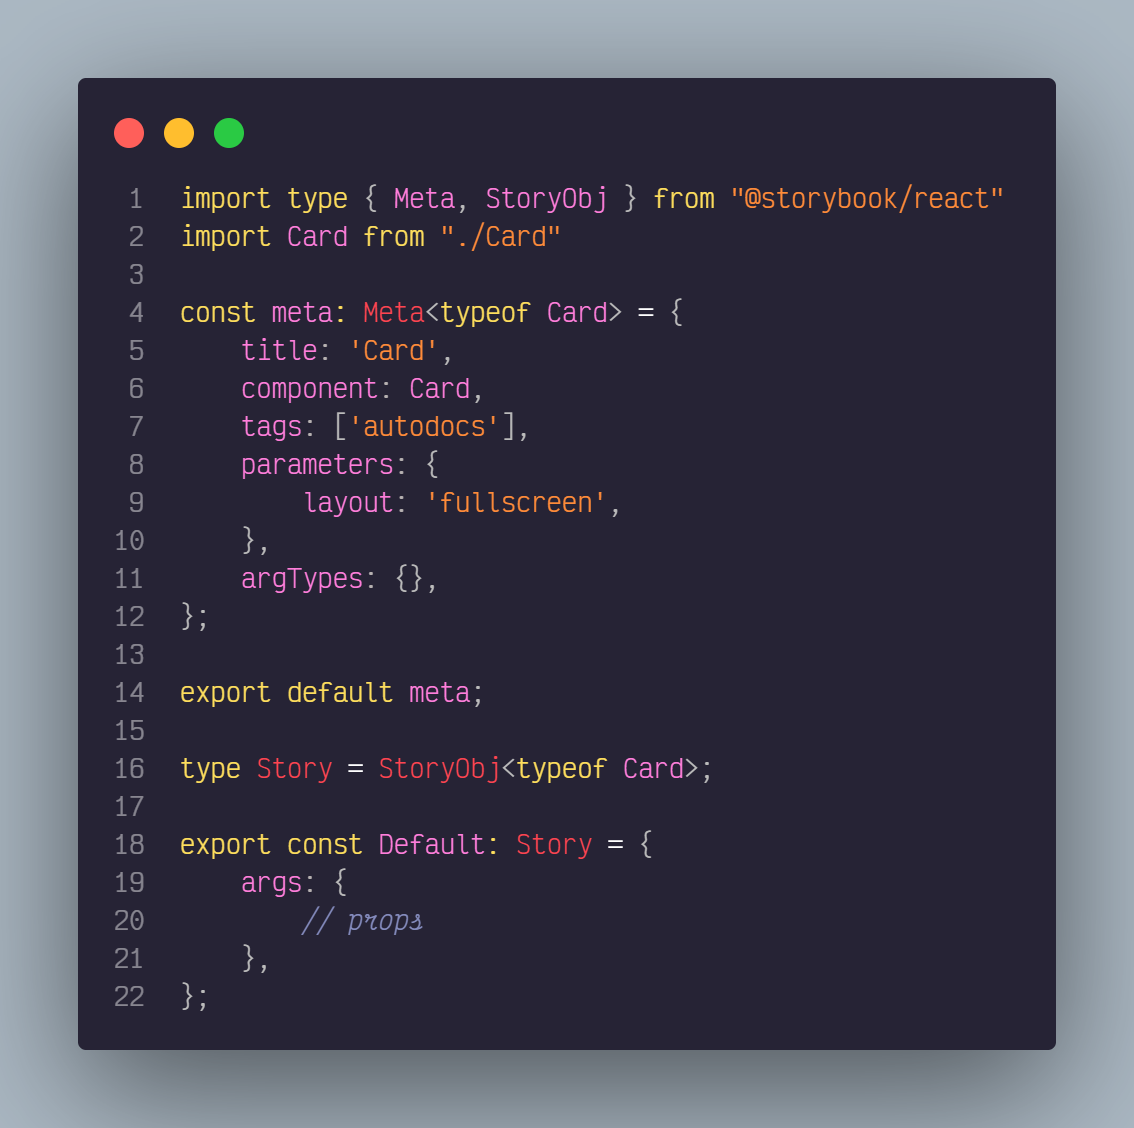 1 import type { Meta, StoryObj } from "@storybook/react"
2 import Card from "./Card"
3
4 const meta: Meta<typeof Card> = {
5     title: 'Card',
6     component: Card,
7     tags: ['autodocs'],
8     parameters: {
9         layout: 'fullscreen',
10     },
11     argTypes: {},
12 };
13
14 export default meta;
15
16 type Story = StoryObj<typeof Card>;
17
18 export const Default: Story = {
19     args: {
20         // props
21     },
22 };